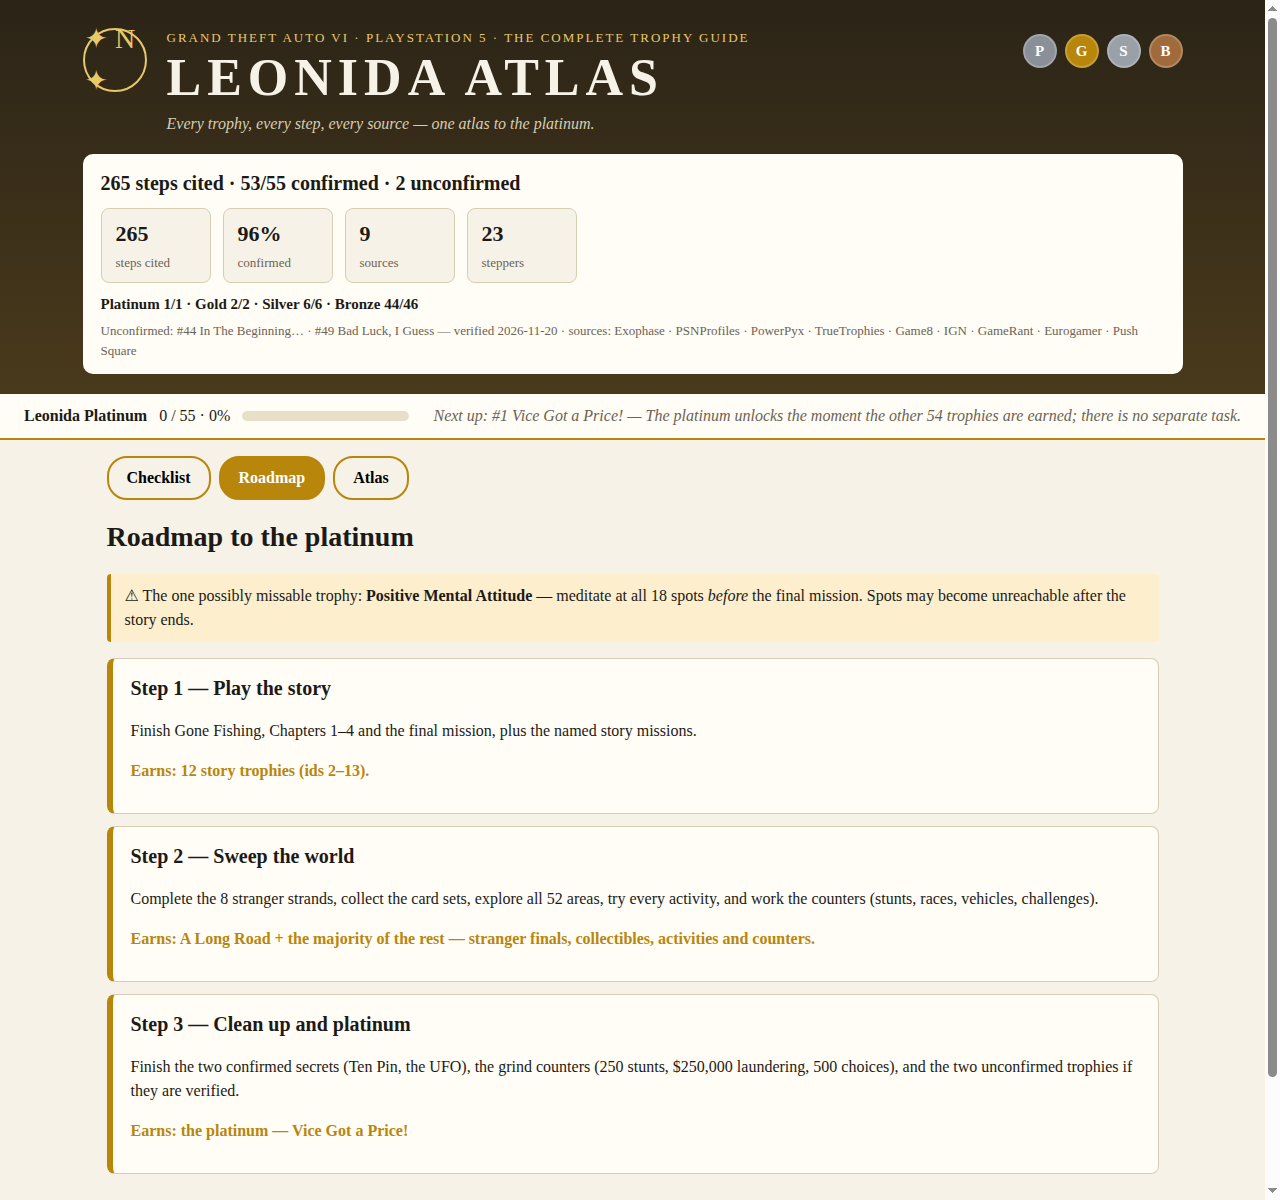 ✦ N
✦
GRAND THEFT AUTO VI · PLAYSTATION 5 · THE COMPLETE TROPHY GUIDE
LEONIDA ATLAS
Every trophy, every step, every source — one atlas to the platinum.
P G S B
265 steps cited · 53/55 confirmed · 2 unconfirmed
265
steps cited
96%
confirmed
9
sources
23
steppers
Platinum 1/1 · Gold 2/2 · Silver 6/6 · Bronze 44/46
Unconfirmed: #44 In The Beginning… · #49 Bad Luck, I Guess — verified 2026-11-20 · sources: Exophase · PSNProfiles · PowerPyx · TrueTrophies · Game8 · IGN · GameRant · Eurogamer · Push
Square
Leonida Platinum 0 / 55 · 0% Next up: #1 Vice Got a Price! — The platinum unlocks the moment the other 54 trophies are earned; there is no separate task.
Checklist Roadmap Atlas
Roadmap to the platinum
⚠ The one possibly missable trophy: Positive Mental Attitude — meditate at all 18 spots before the final mission. Spots may become unreachable after the
story ends.
Step 1 — Play the story
Finish Gone Fishing, Chapters 1–4 and the final mission, plus the named story missions.
Earns: 12 story trophies (ids 2–13).
Step 2 — Sweep the world
Complete the 8 stranger strands, collect the card sets, explore all 52 areas, try every activity, and work the counters (stunts, races, vehicles, challenges).
Earns: A Long Road + the majority of the rest — stranger finals, collectibles, activities and counters.
Step 3 — Clean up and platinum
Finish the two confirmed secrets (Ten Pin, the UFO), the grind counters (250 stunts, $250,000 laundering, 500 choices), and the two unconfirmed trophies if
they are verified.
Earns: the platinum — Vice Got a Price!